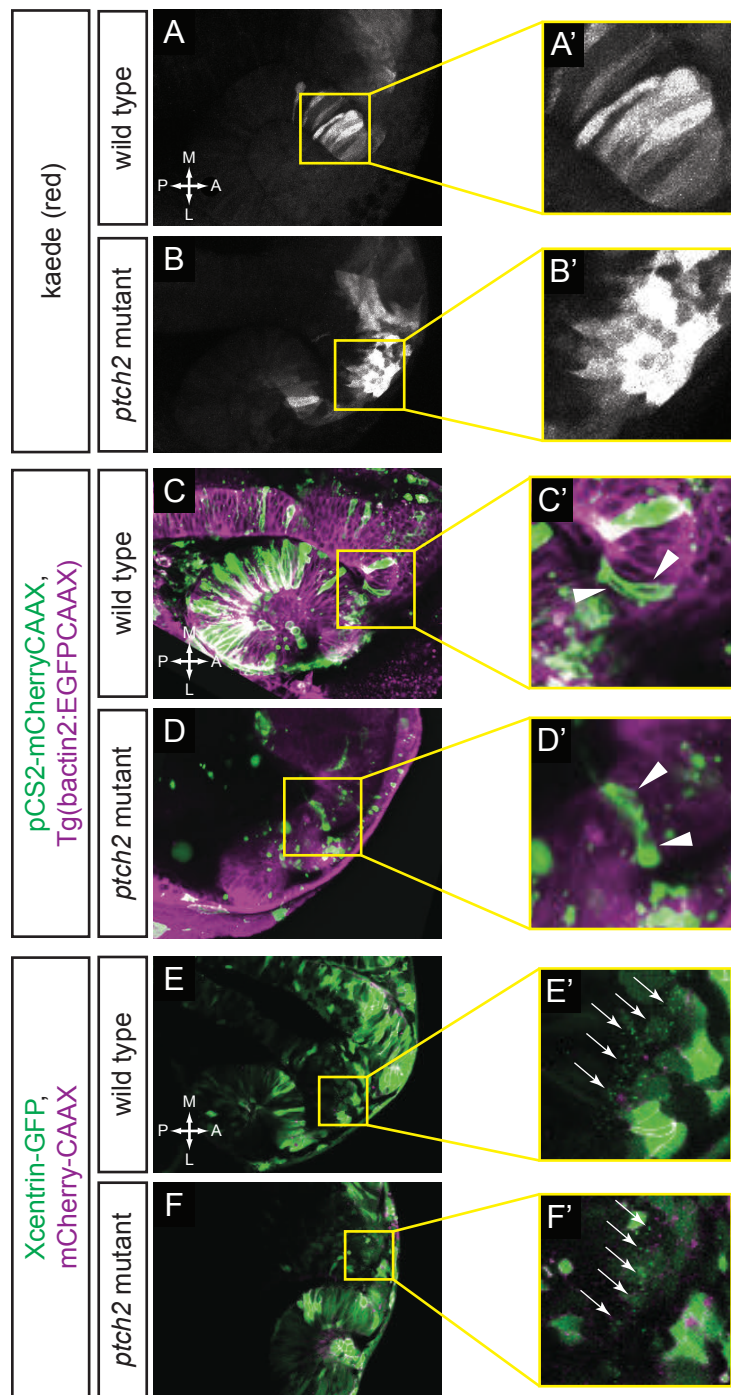 kaede (red)
wild type
A
M
P A
L
A'
ptch2 mutant
B
B'
pCS2-mCherryCAAX,
Tg(bactin2:EGFPCAAX)
wild type
C
M
P A
L
C'
ptch2 mutant
D
D'
Xcentrin-GFP,
mCherry-CAAX
wild type
E
M
P A
L
E'
ptch2 mutant
F
F'